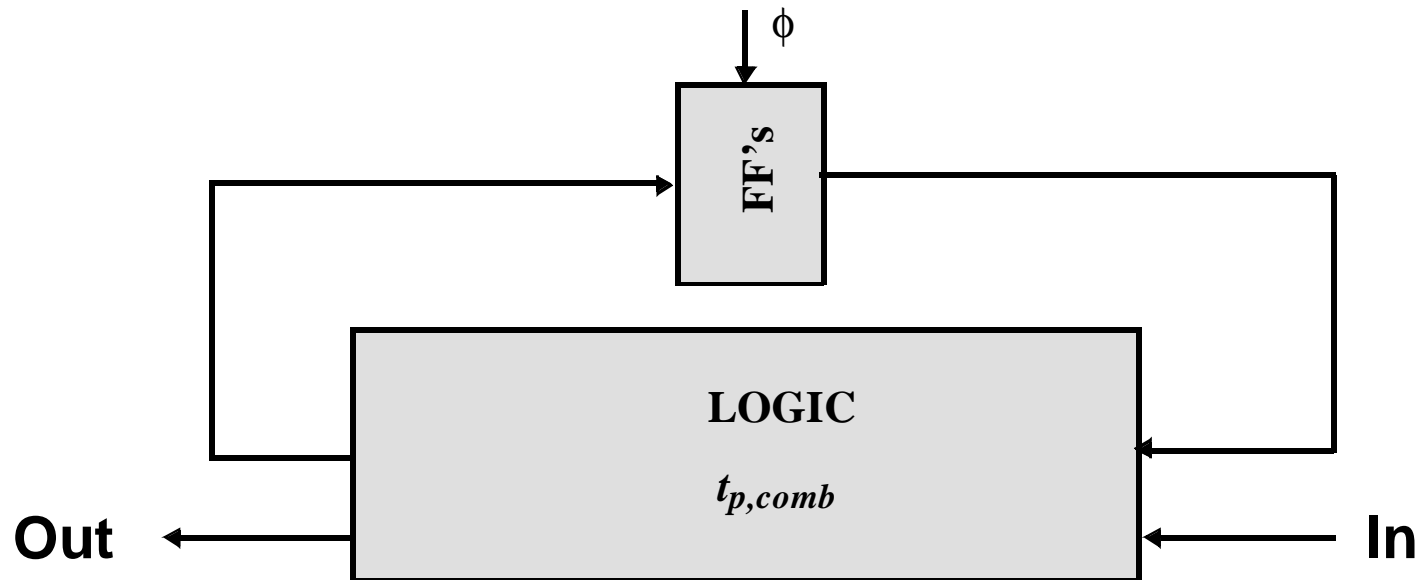 ϕ
FF's
LOGIC
tp,comb
Out
In